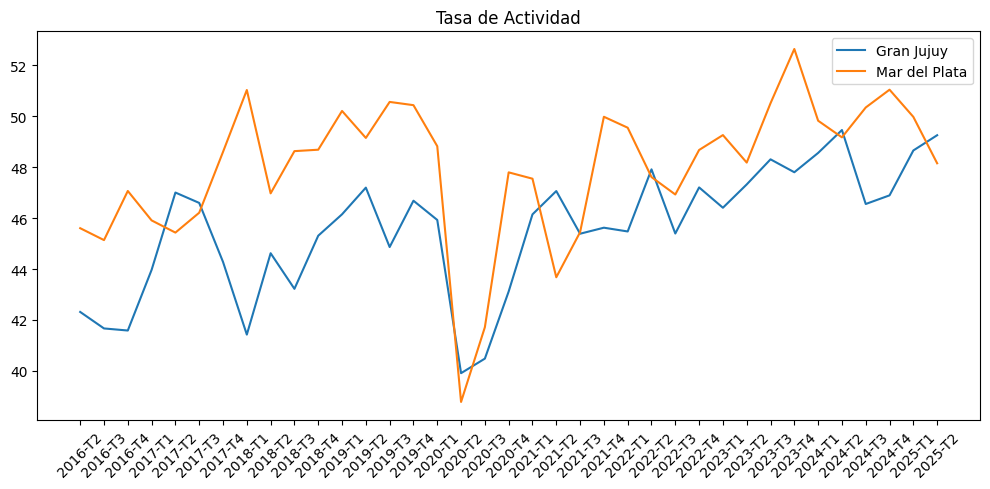 Tasa de Actividad
Gran Jujuy
Mar del Plata
52
50
48
46
44
42
40
2016-T2
2016-T3
2016-T4
2017-T1
2017-T2
2017-T3
2017-T4
2018-T1
2018-T2
2018-T3
2018-T4
2019-T1
2019-T2
2019-T3
2019-T4
2020-T1
2020-T2
2020-T3
2020-T4
2021-T1
2021-T2
2021-T3
2021-T4
2022-T1
2022-T2
2022-T3
2022-T4
2023-T1
2023-T2
2023-T3
2023-T4
2024-T1
2024-T2
2024-T3
2024-T4
2025-T1
2025-T2